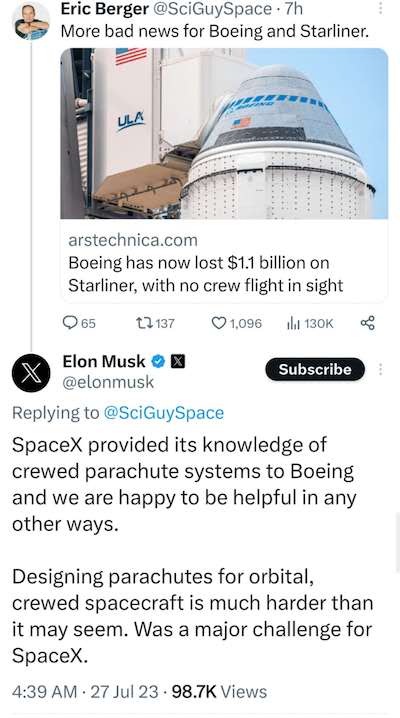 Eric Berger @SciGuySpace · 7h
More bad news for Boeing and Starliner.
ULA
BOEING
arstechnica.com
Boeing has now lost $1.1 billion on
Starliner, with no crew flight in sight
65 137 1,096 130K
Elon Musk
Subscribe
@elonmusk
Replying to @SciGuySpace
SpaceX provided its knowledge of
crewed parachute systems to Boeing
and we are happy to be helpful in any
other ways.
Designing parachutes for orbital,
crewed spacecraft is much harder than
it may seem. Was a major challenge for
SpaceX.
4:39 AM · 27 Jul 23 · 98.7K Views